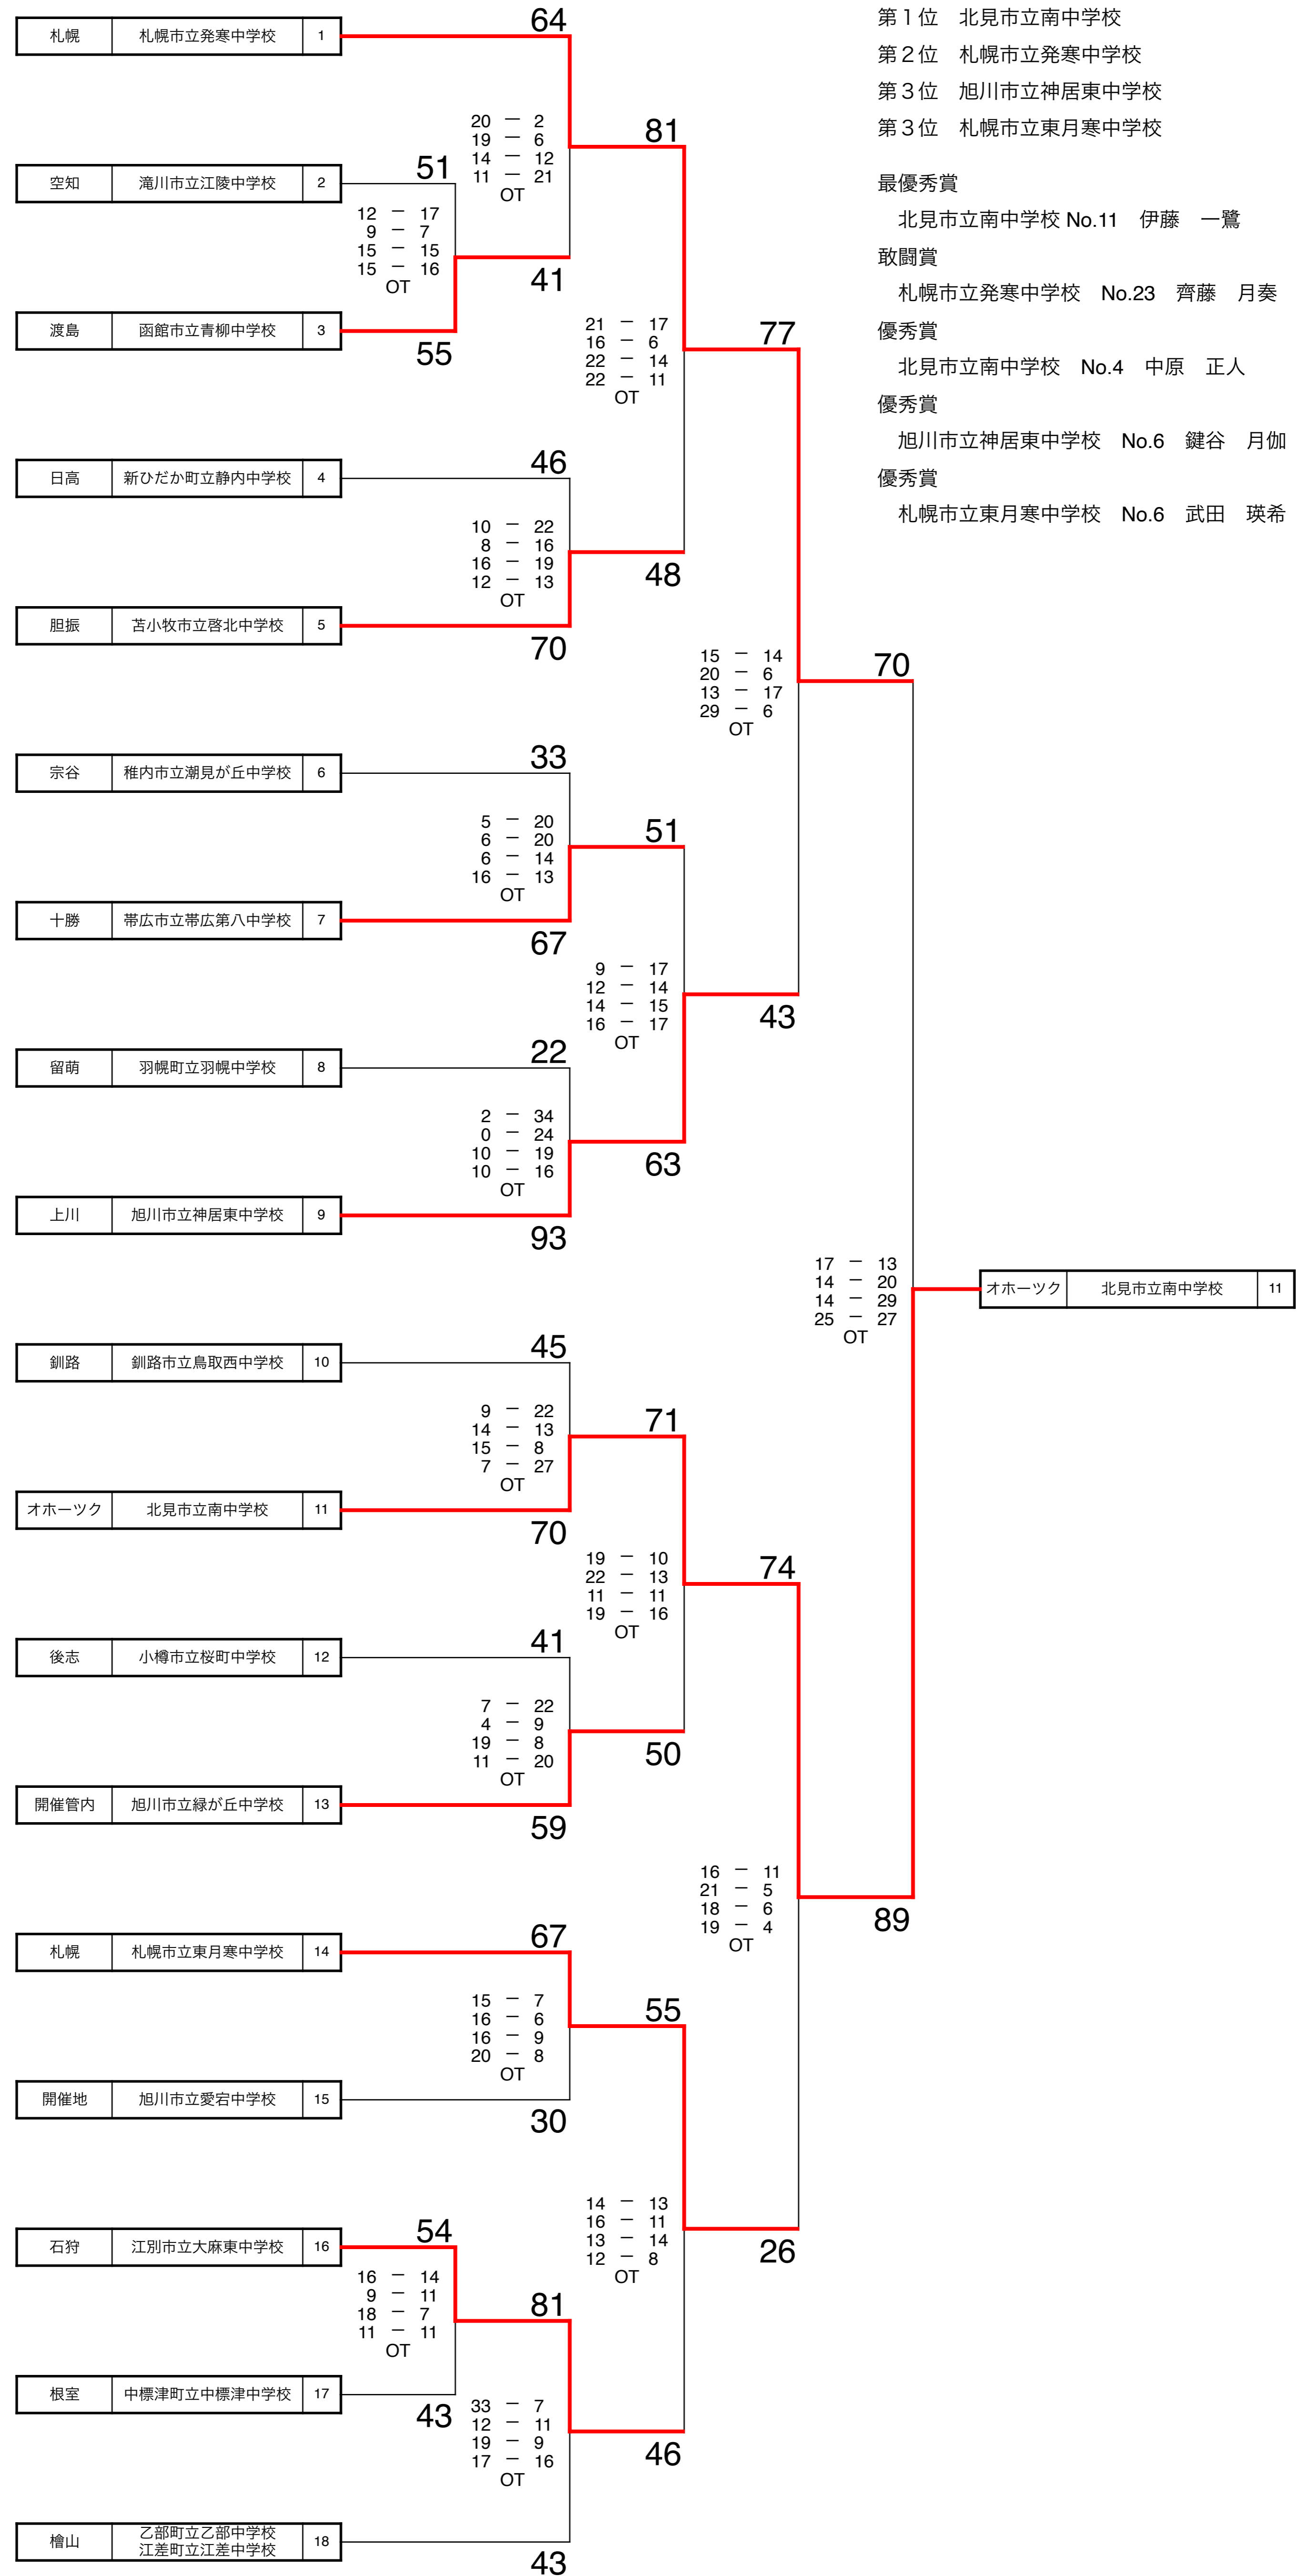 第１位　北見市立南中学校
第２位　札幌市立発寒中学校
第３位　旭川市立神居東中学校
第３位　札幌市立東月寒中学校
最優秀賞
北見市立南中学校 No.11　伊藤　一鷺
敢闘賞
札幌市立発寒中学校　No.23　齊藤　月奏
優秀賞
北見市立南中学校　No.4　中原　正人
優秀賞
旭川市立神居東中学校　No.6　鍵谷　月伽
優秀賞
札幌市立東月寒中学校　No.6　武田　瑛希
64
札幌 札幌市立発寒中学校 1
20 － 2
19 － 6
14 － 12
11 － 21
OT
81
51
空知 滝川市立江陵中学校 2
12 － 17
9 － 7
15 － 15
15 － 16
OT
41
渡島 函館市立青柳中学校 3
55
21 － 17
16 － 6
22 － 14
22 － 11
OT
77
46
日高 新ひだか町立静内中学校 4
10 － 22
8 － 16
16 － 19
12 － 13
OT
48
胆振 苫小牧市立啓北中学校 5
70
15 － 14
20 － 6
13 － 17
29 － 6
OT
70
33
宗谷 稚内市立潮見が丘中学校 6
5 － 20
6 － 20
6 － 14
16 － 13
OT
51
十勝 帯広市立帯広第八中学校 7
67
9 － 17
12 － 14
14 － 15
16 － 17
OT
43
22
留萌 羽幌町立羽幌中学校 8
2 － 34
0 － 24
10 － 19
10 － 16
OT
63
上川 旭川市立神居東中学校 9
93
17 － 13
14 － 20
14 － 29
25 － 27
OT
オホーツク 北見市立南中学校 11
45
釧路 釧路市立鳥取西中学校 10
9 － 22
14 － 13
15 － 8
7 － 27
OT
71
オホーツク 北見市立南中学校 11
70
19 － 10
22 － 13
11 － 11
19 － 16
OT
74
41
後志 小樽市立桜町中学校 12
7 － 22
4 － 9
19 － 8
11 － 20
OT
50
開催管内 旭川市立緑が丘中学校 13
59
16 － 11
21 － 5
18 － 6
19 － 4
OT
89
67
札幌 札幌市立東月寒中学校 14
15 － 7
16 － 6
16 － 9
20 － 8
OT
55
開催地 旭川市立愛宕中学校 15
30
14 － 13
16 － 11
13 － 14
12 － 8
OT
26
54
石狩 江別市立大麻東中学校 16
16 － 14
9 － 11
18 － 7
11 － 11
OT
81
根室 中標津町立中標津中学校 17
43
33 － 7
12 － 11
19 － 9
17 － 16
OT
46
檜山 乙部町立乙部中学校
江差町立江差中学校 18
43